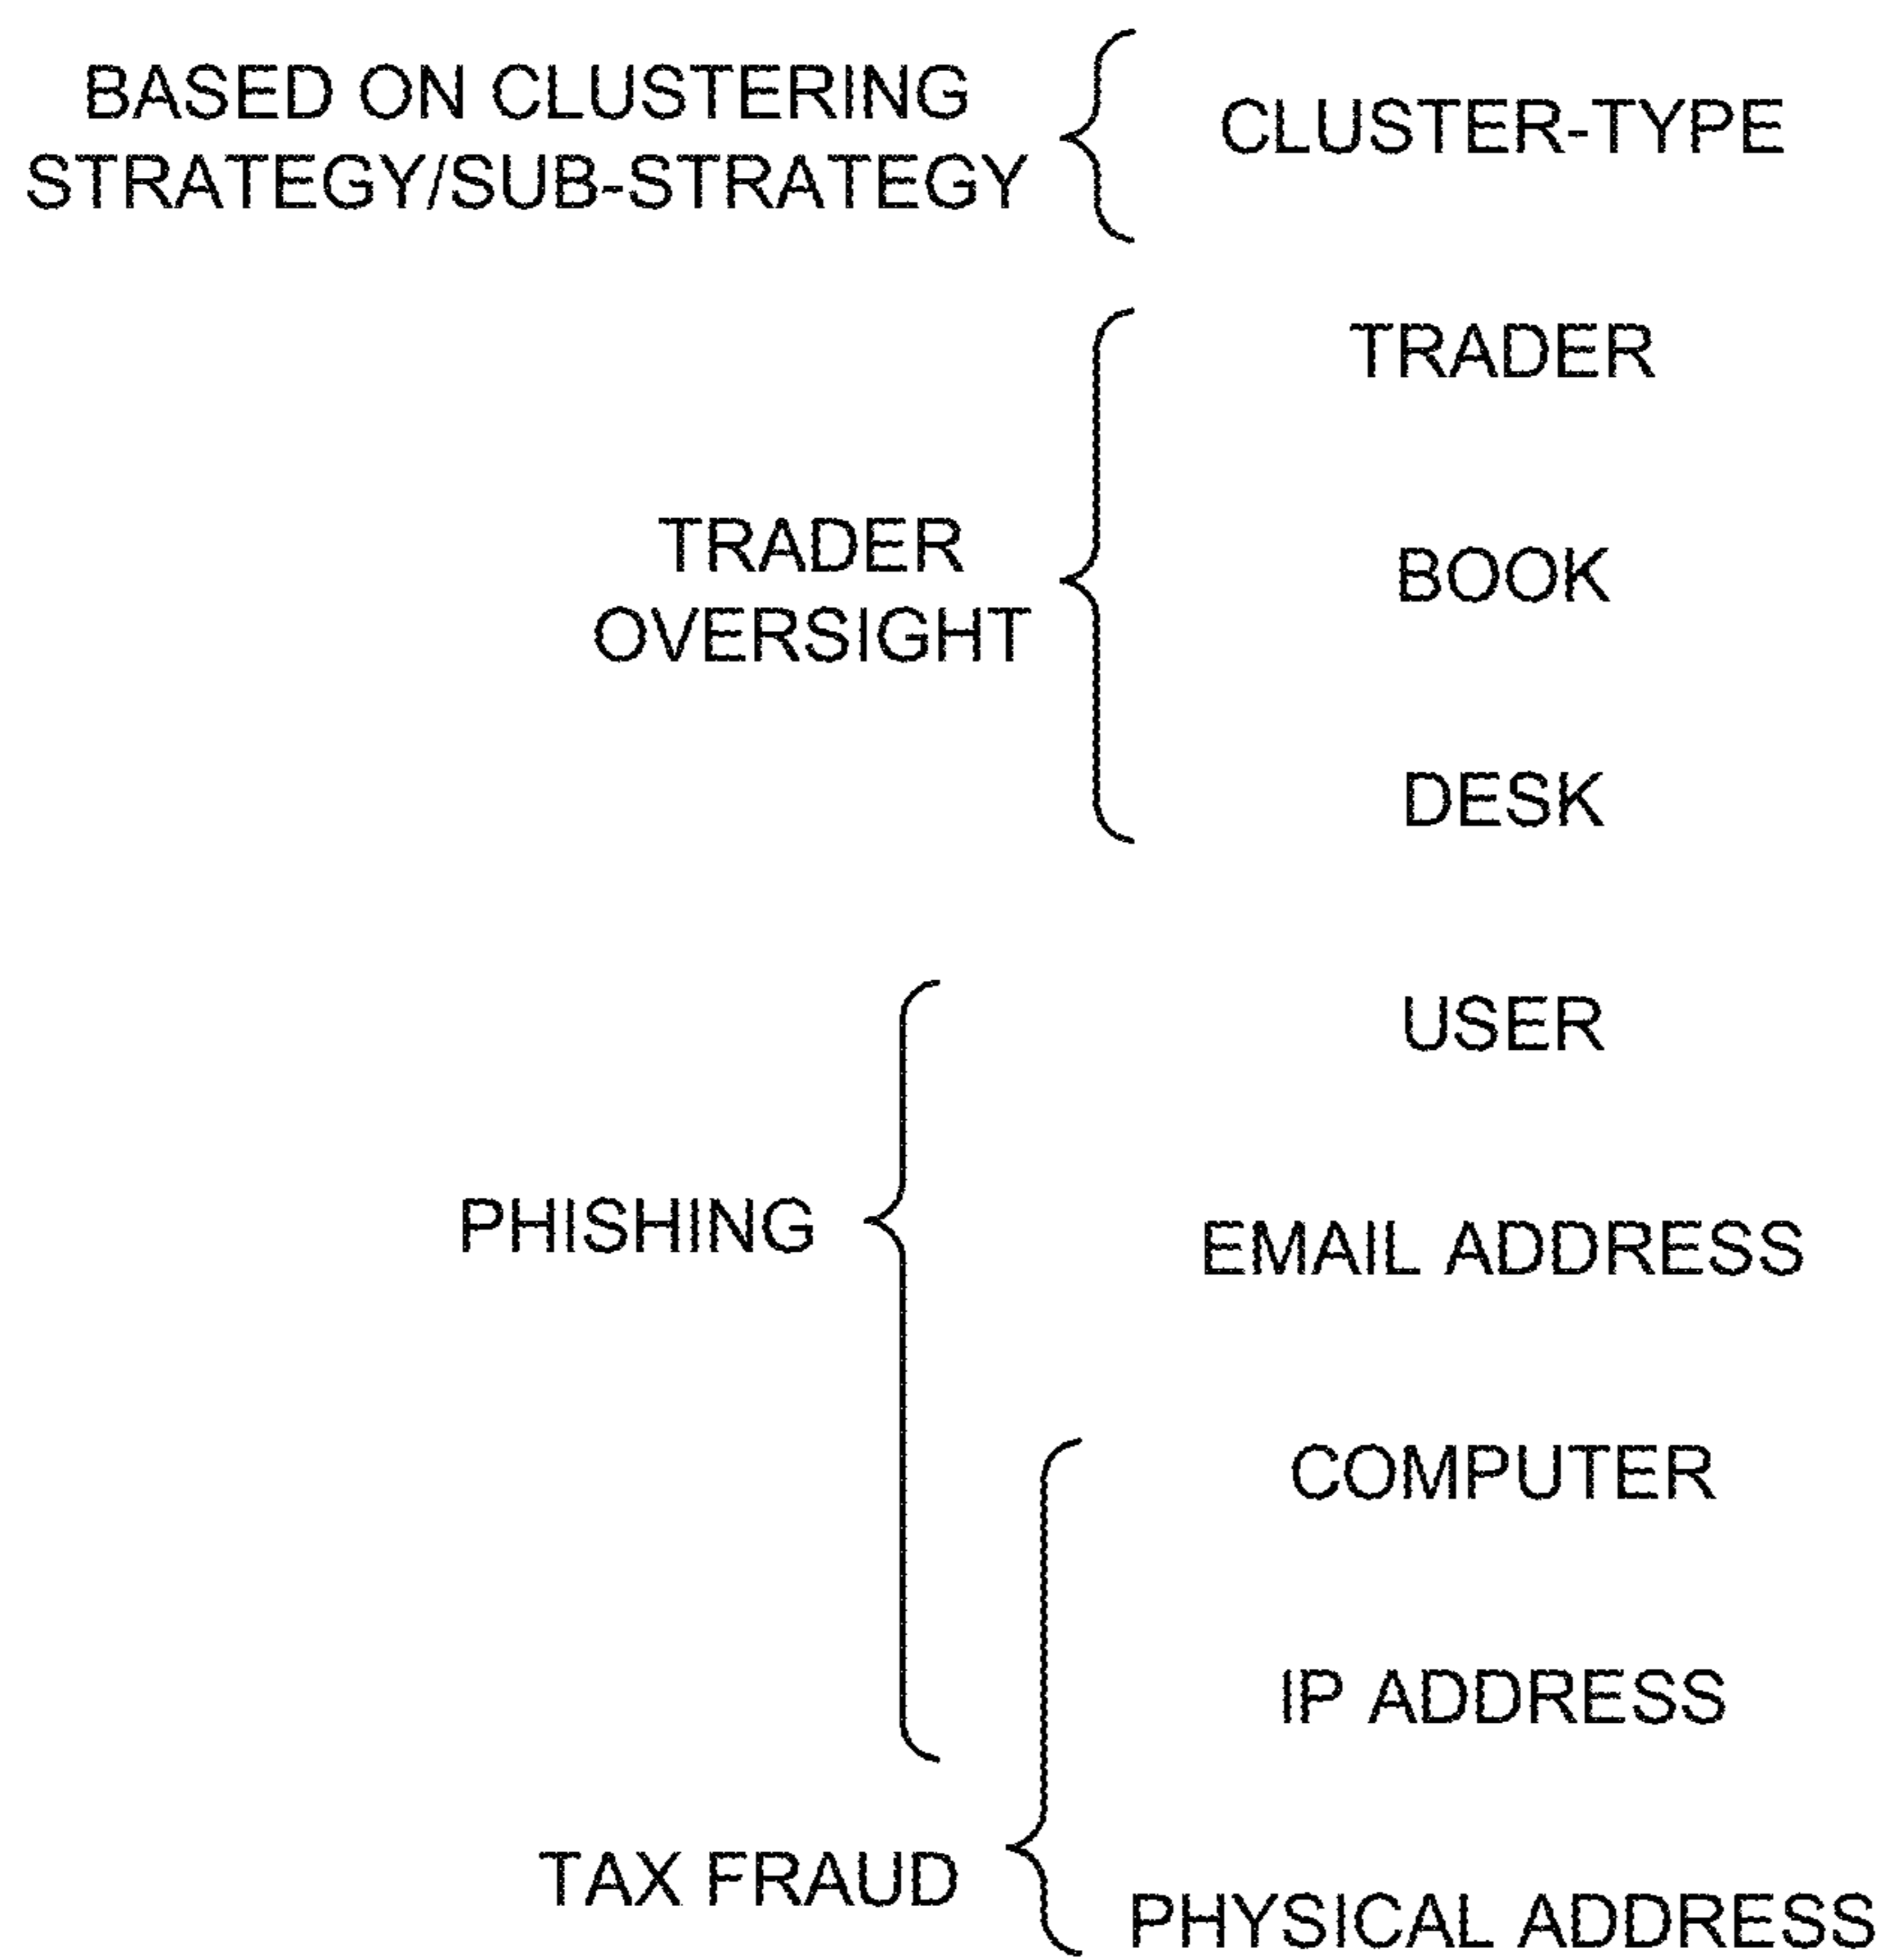 BASED ON CLUSTERING
STRATEGY/SUB-STRATEGY
CLUSTER-TYPE
TRADER
OVERSIGHT
TRADER
BOOK
DESK
PHISHING
USER
EMAIL ADDRESS
COMPUTER
IP ADDRESS
TAX FRAUD
PHYSICAL ADDRESS